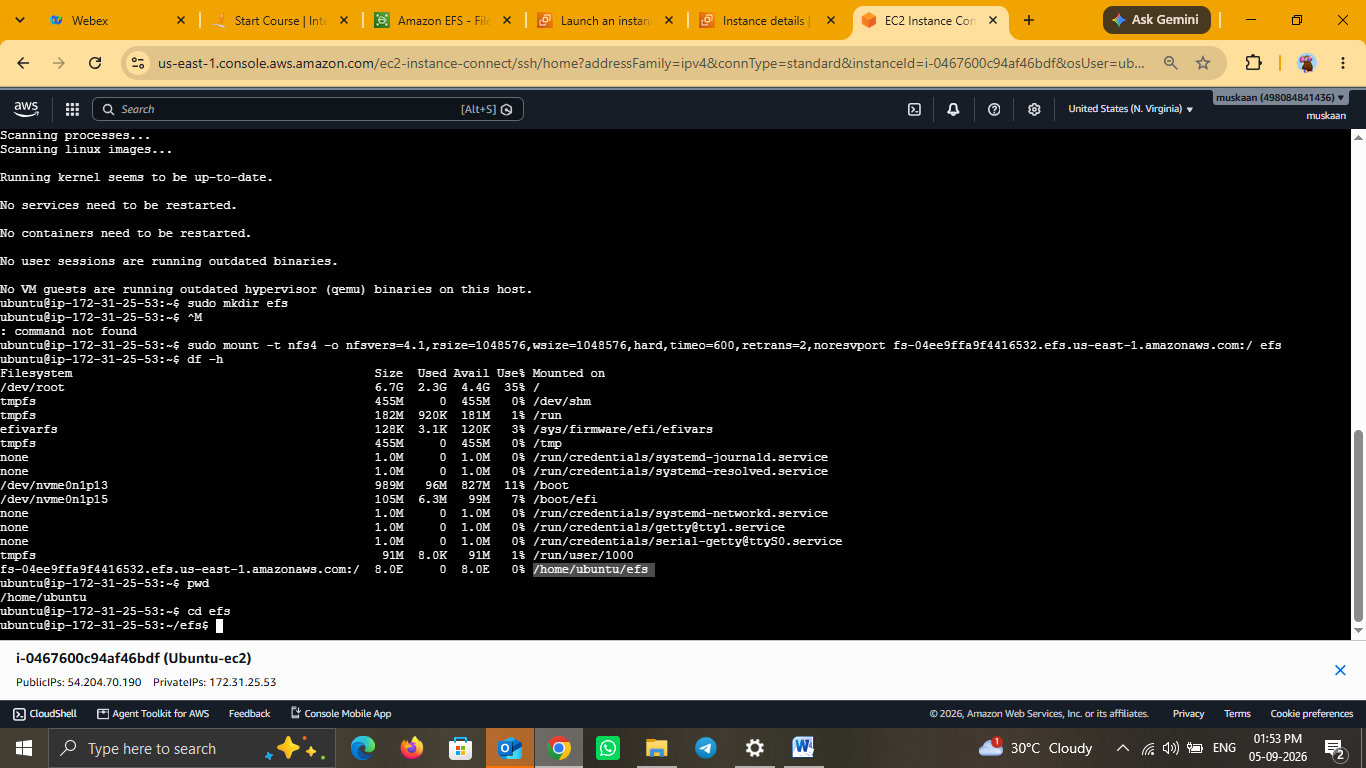 Webex
Start Course | Inte
Amazon EFS - File
Launch an instan
Instance details |
EC2 Instance Con
Ask Gemini
us-east-1.console.aws.amazon.com/ec2-instance-connect/ssh/home?addressFamily=ipv4&connType=standard&instanceId=i-0467600c94af46bdf&osUser=ub...
aws
Search
[Alt+S]
United States (N. Virginia)
muskaan (498084841436)
muskaan
Scanning processes...
Scanning linux images...
Running kernel seems to be up-to-date.
No services need to be restarted.
No containers need to be restarted.
No user sessions are running outdated binaries.
No VM guests are running outdated hypervisor (qemu) binaries on this host.
ubuntu@ip-172-31-25-53:~$ sudo mkdir efs
ubuntu@ip-172-31-25-53:~$ ^M
: command not found
ubuntu@ip-172-31-25-53:~$ sudo mount -t nfs4 -o nfsvers=4.1,rsize=1048576,wsize=1048576,hard,timeo=600,retrans=2,noresvport fs-04ee9ffa9f4416532.efs.us-east-1.amazonaws.com:/ efs
ubuntu@ip-172-31-25-53:~$ df -h
Filesystem Size Used Avail Use% Mounted on
/dev/root 6.7G 2.3G 4.4G 35% /
tmpfs 455M 0 455M 0% /dev/shm
tmpfs 182M 920K 181M 1% /run
efivarfs 128K 3.1K 120K 3% /sys/firmware/efi/efivars
tmpfs 455M 0 455M 0% /tmp
none 1.0M 0 1.0M 0% /run/credentials/systemd-journald.service
none 1.0M 0 1.0M 0% /run/credentials/systemd-resolved.service
/dev/nvme0n1p13 989M 96M 827M 11% /boot
/dev/nvme0n1p15 105M 6.3M 99M 7% /boot/efi
none 1.0M 0 1.0M 0% /run/credentials/systemd-networkd.service
none 1.0M 0 1.0M 0% /run/credentials/getty@tty1.service
none 1.0M 0 1.0M 0% /run/credentials/serial-getty@ttyS0.service
tmpfs 91M 8.0K 91M 1% /run/user/1000
fs-04ee9ffa9f4416532.efs.us-east-1.amazonaws.com:/ 8.0E 0 8.0E 0% /home/ubuntu/efs
ubuntu@ip-172-31-25-53:~$ pwd
/home/ubuntu
ubuntu@ip-172-31-25-53:~$ cd efs
ubuntu@ip-172-31-25-53:~/efs$
i-0467600c94af46bdf (Ubuntu-ec2)
PublicIPs: 54.204.70.190 PrivateIPs: 172.31.25.53
CloudShell
Agent Toolkit for AWS
Feedback
Console Mobile App
© 2026, Amazon Web Services, Inc. or its affiliates.
Privacy
Terms
Cookie preferences
Type here to search
1
30°C Cloudy
ENG
01:53 PM
05-09-2026
2